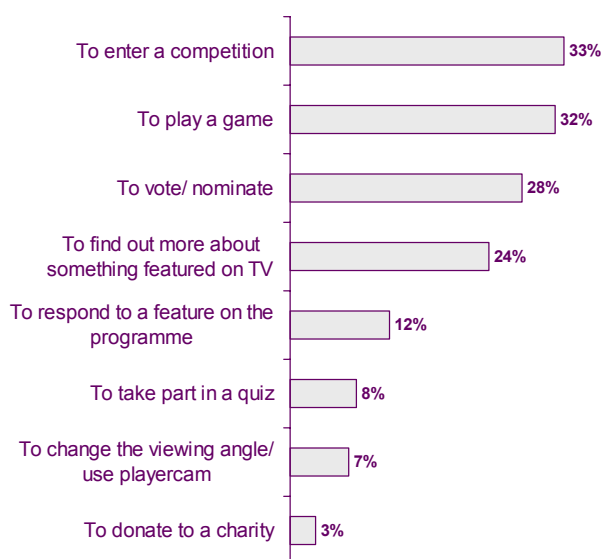 To enter a competition
33%
To play a game
32%
To vote/ nominate
28%
To find out more about
something featured on TV
24%
To respond to a feature on the
programme
12%
To take part in a quiz
8%
To change the viewing angle/
use playercam
7%
To donate to a charity
3%